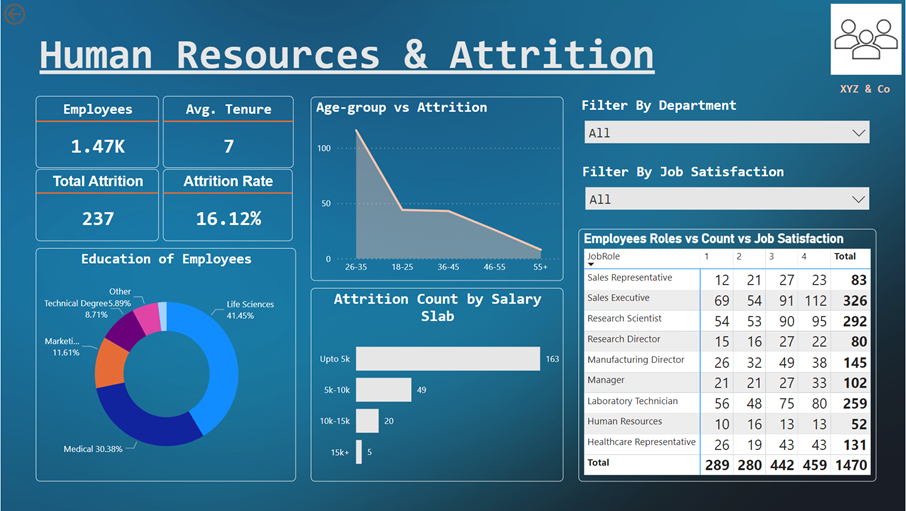 Human Resources & Attrition
XYZ & Co
Employees
1.47K
Avg. Tenure
7
Total Attrition
237
Attrition Rate
16.12%
Education of Employees
Other
5.89%
Technical Degree
8.71%
Marketi...
11.61%
Life Sciences
41.45%
Medical 30.38%
Age-group vs Attrition
100
50
0
26-35 18-25 36-45 46-55 55+
Attrition Count by Salary
Slab
Upto 5k 163
5k-10k 49
10k-15k 20
15k+ 5
Filter By Department
All
Filter By Job Satisfaction
All
Employees Roles vs Count vs Job Satisfaction
JobRole 1 2 3 4 Total
Sales Representative 12 21 27 23 83
Sales Executive 69 54 91 112 326
Research Scientist 54 53 90 95 292
Research Director 15 16 27 22 80
Manufacturing Director 26 32 49 38 145
Manager 21 21 27 33 102
Laboratory Technician 56 48 75 80 259
Human Resources 10 16 13 13 52
Healthcare Representative 26 19 43 43 131
Total 289 280 442 459 1470